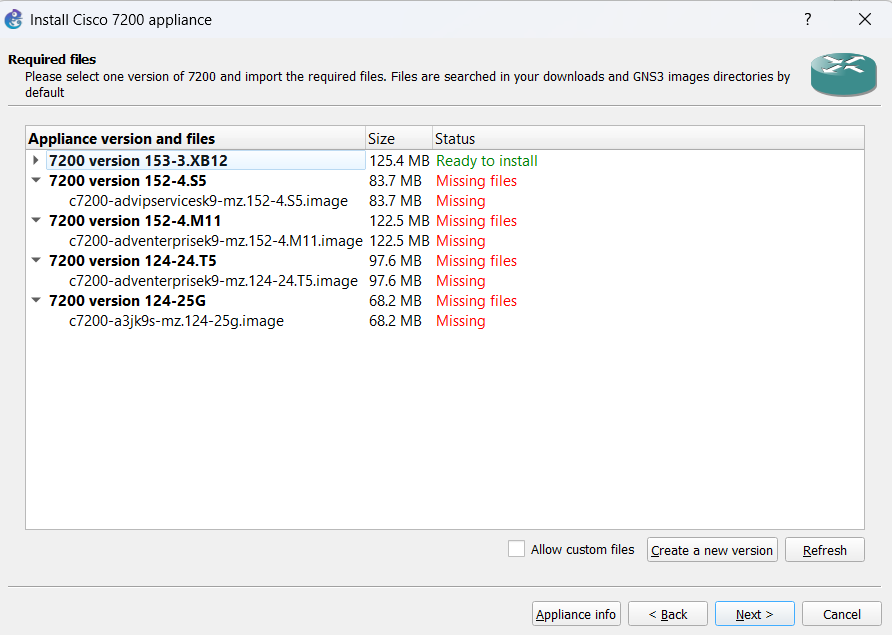 Install Cisco 7200 appliance
?
Required files
Please select one version of 7200 and import the required files. Files are searched in your downloads and GNS3 images directories by
default
Appliance version and files Size Status
7200 version 153-3.XB12 125.4 MB Ready to install
7200 version 152-4.S5 83.7 MB Missing files
c7200-advipservicesk9-mz.152-4.S5.image 83.7 MB Missing
7200 version 152-4.M11 122.5 MB Missing files
c7200-adventerprisek9-mz.152-4.M11.image 122.5 MB Missing
7200 version 124-24.T5 97.6 MB Missing files
c7200-adventerprisek9-mz.124-24.T5.image 97.6 MB Missing
7200 version 124-25G 68.2 MB Missing files
c7200-a3jk9s-mz.124-25g.image 68.2 MB Missing
Allow custom files Create a new version Refresh
Appliance info < Back Next > Cancel